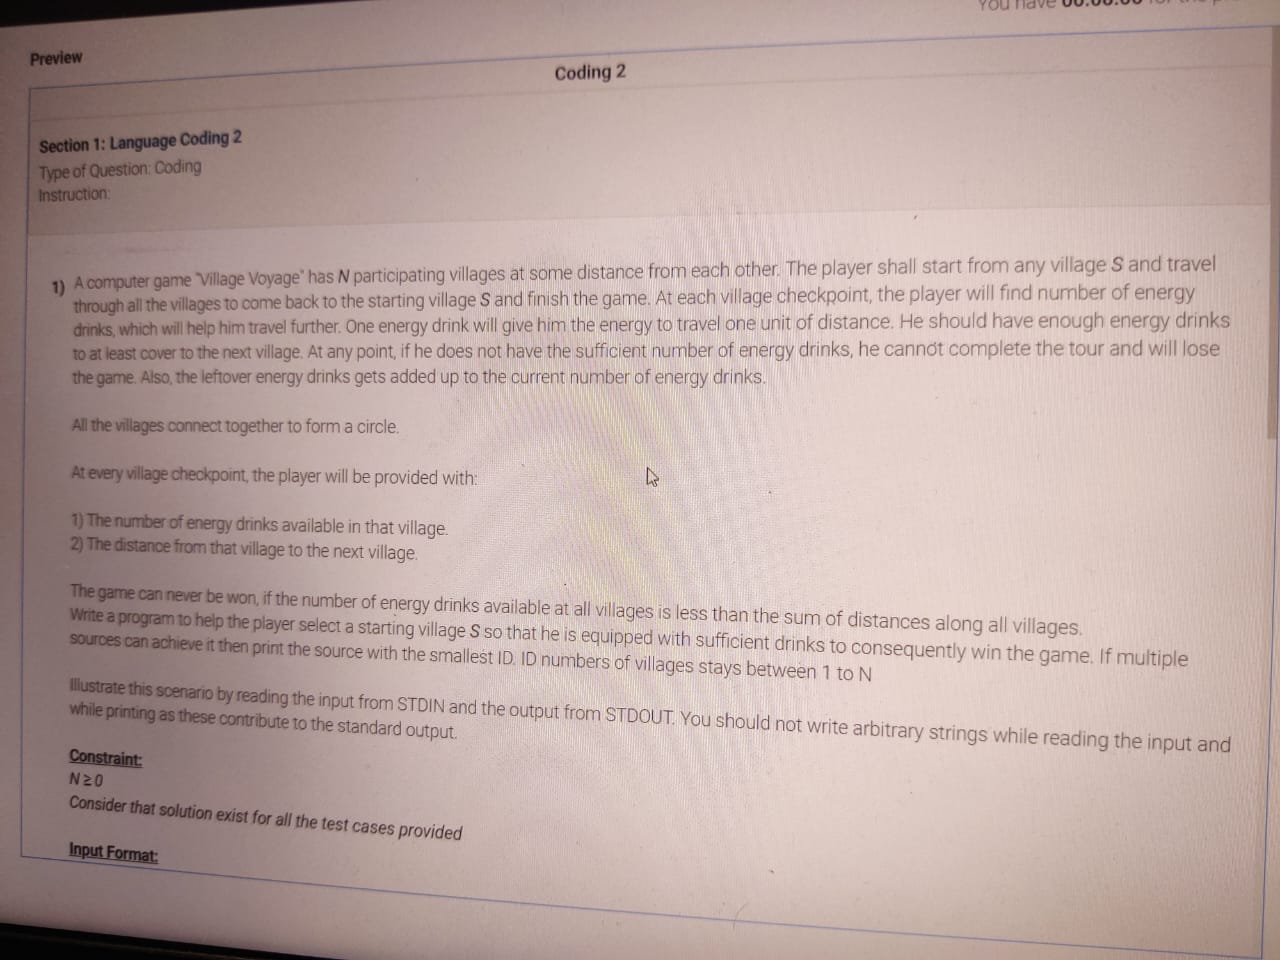 You have
Preview
Coding 2
Section 1: Language Coding 2
Type of Question: Coding
Instruction:
1) A computer game "Village Voyage" has N participating villages at some distance from each other. The player shall start from any village S and travel
through all the villages to come back to the starting village S and finish the game. At each village checkpoint, the player will find number of energy
drinks, which will help him travel further. One energy drink will give him the energy to travel one unit of distance. He should have enough energy drinks
to at least cover to the next village. At any point, if he does not have the sufficient number of energy drinks, he cannot complete the tour and will lose
the game. Also, the leftover energy drinks gets added up to the current number of energy drinks.
All the villages connect together to form a circle.
At every village checkpoint, the player will be provided with:
1) The number of energy drinks available in that village.
2) The distance from that village to the next village.
The game can never be won, if the number of energy drinks available at all villages is less than the sum of distances along all villages.
Write a program to help the player select a starting village S so that he is equipped with sufficient drinks to consequently win the game. If multiple
sources can achieve it then print the source with the smallest ID. ID numbers of villages stays between 1 to N
Illustrate this scenario by reading the input from STDIN and the output from STDOUT. You should not write arbitrary strings while reading the input and
while printing as these contribute to the standard output.
Constraint:
N ≥ 0
Consider that solution exist for all the test cases provided
Input Format: